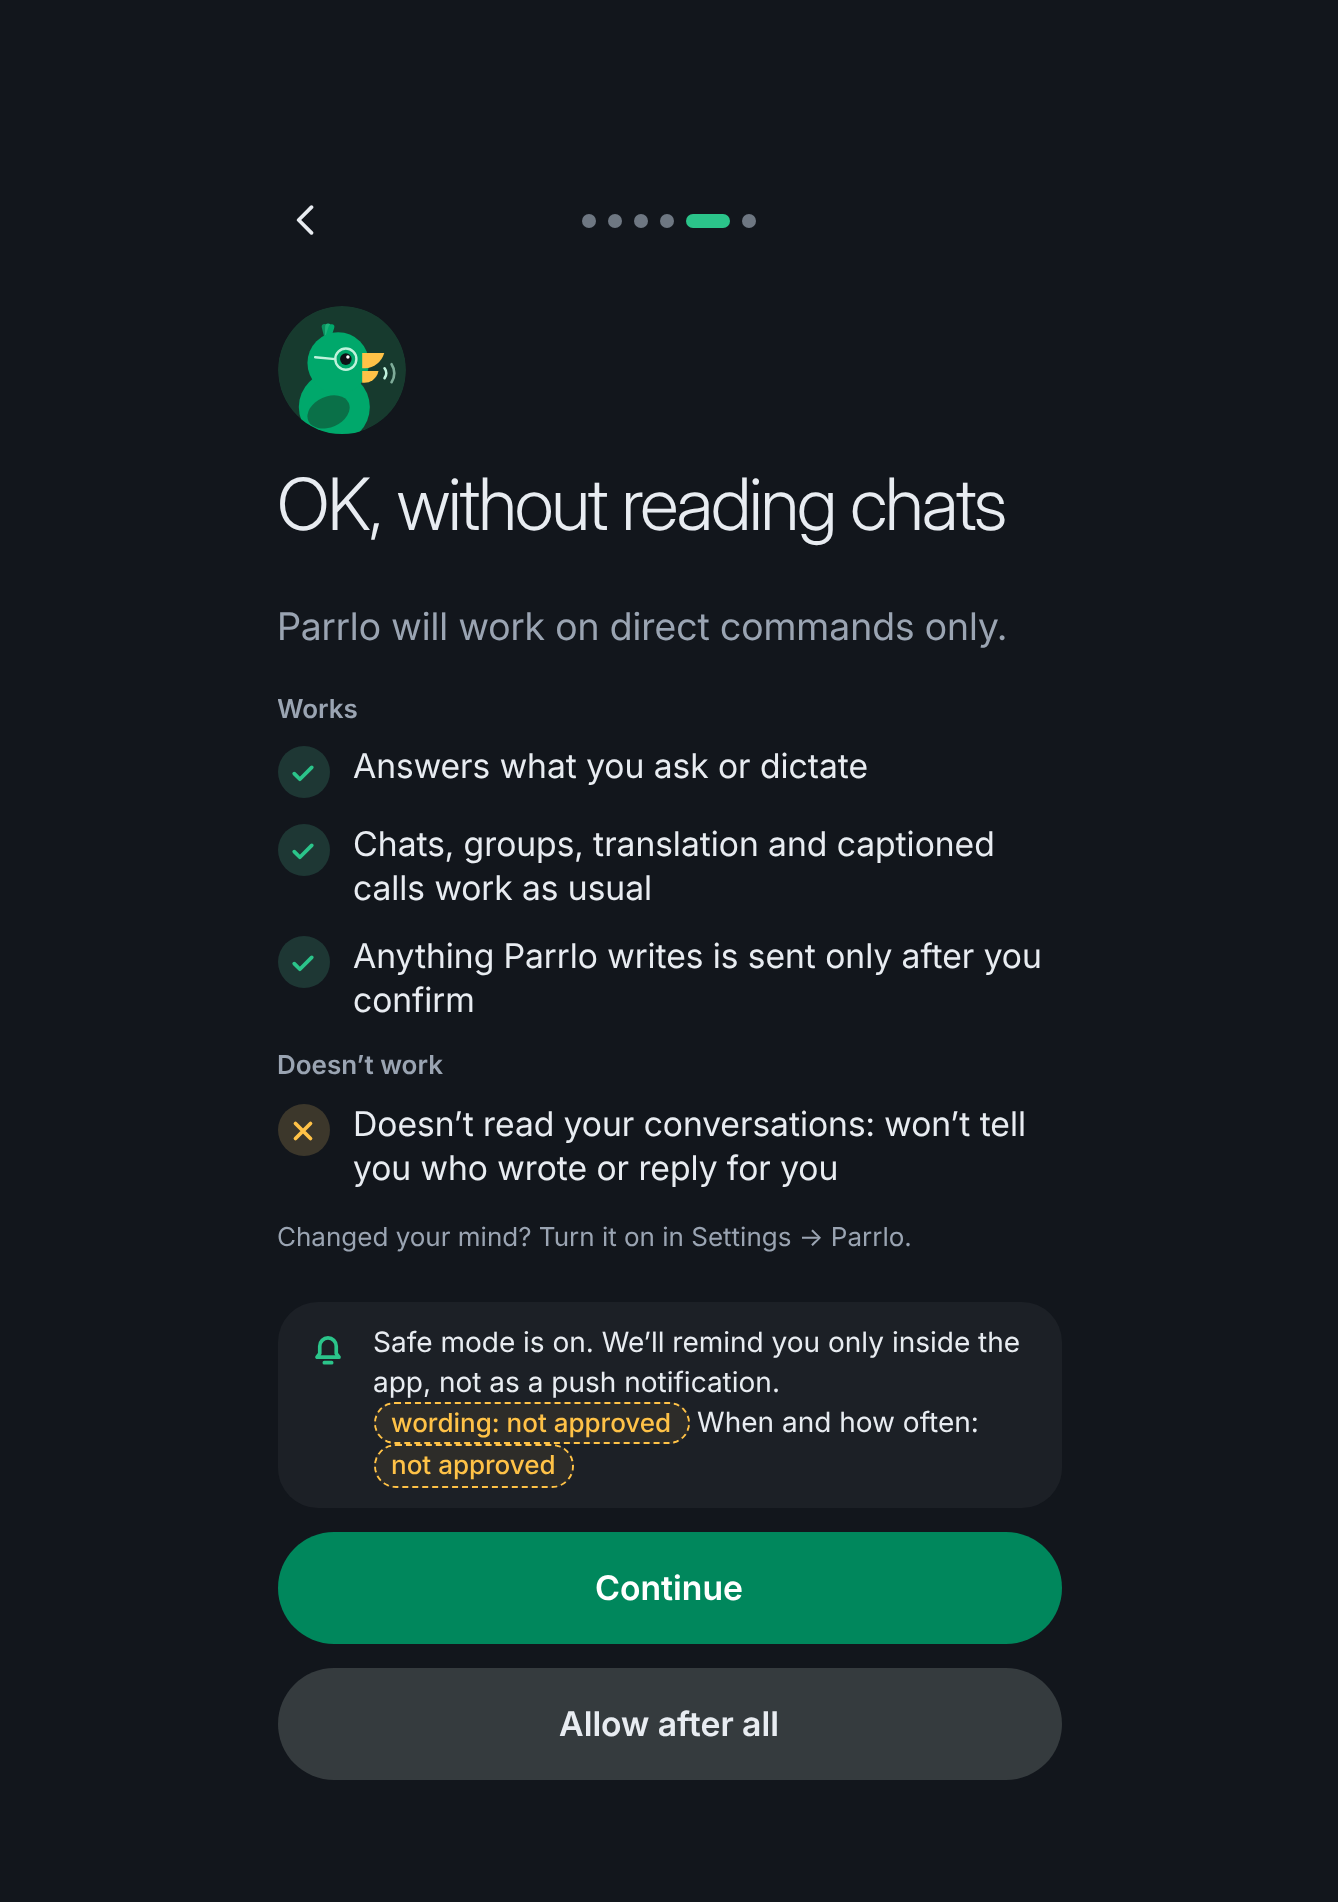 OK, without reading chats
Parrlo will work on direct commands only.
Works
Answers what you ask or dictate
Chats, groups, translation and captioned
calls work as usual
Anything Parrlo writes is sent only after you
confirm
Doesn’t work
Doesn’t read your conversations: won’t tell
you who wrote or reply for you
Changed your mind? Turn it on in Settings → Parrlo.
Safe mode is on. We’ll remind you only inside the
app, not as a push notification.
wording: not approved When and how often:
not approved
Continue
Allow after all